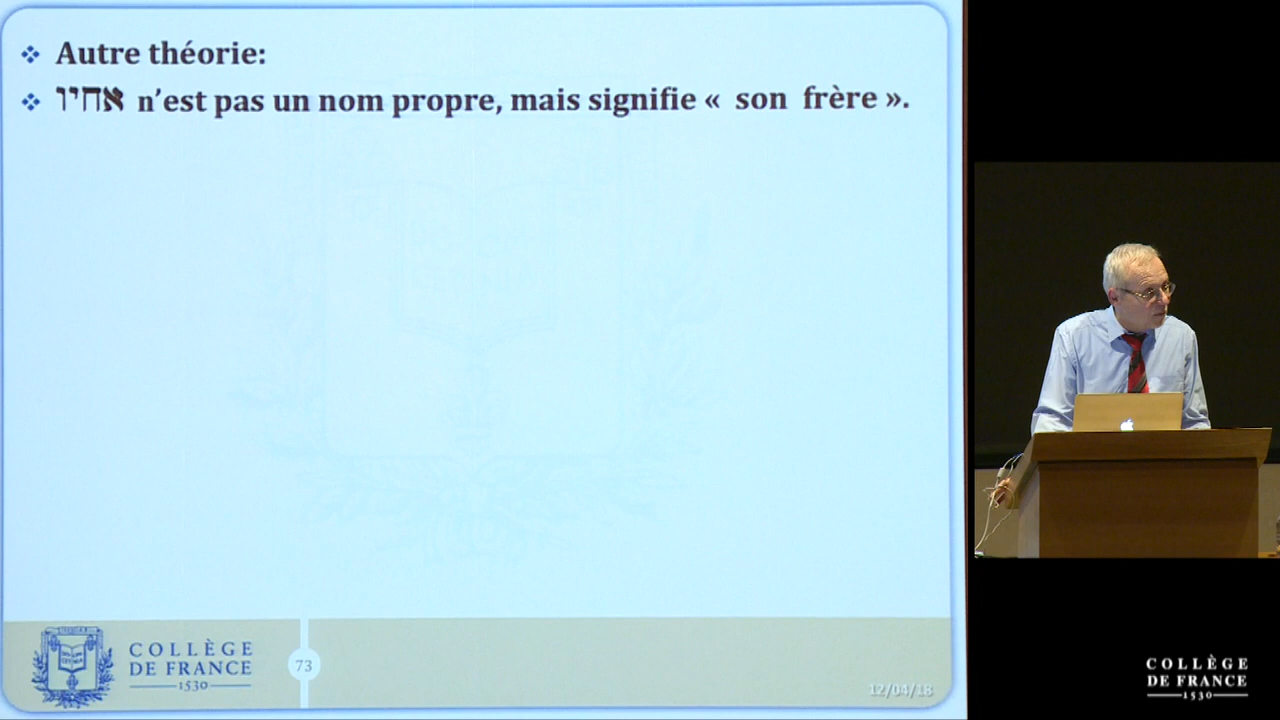 Autre théorie:
אחיו n'est pas un nom propre, mais signifie « son frère ».
COLLÈGE
DE FRANCE
1530
73
12/04/18
COLLÈGE
DE FRANCE
1530